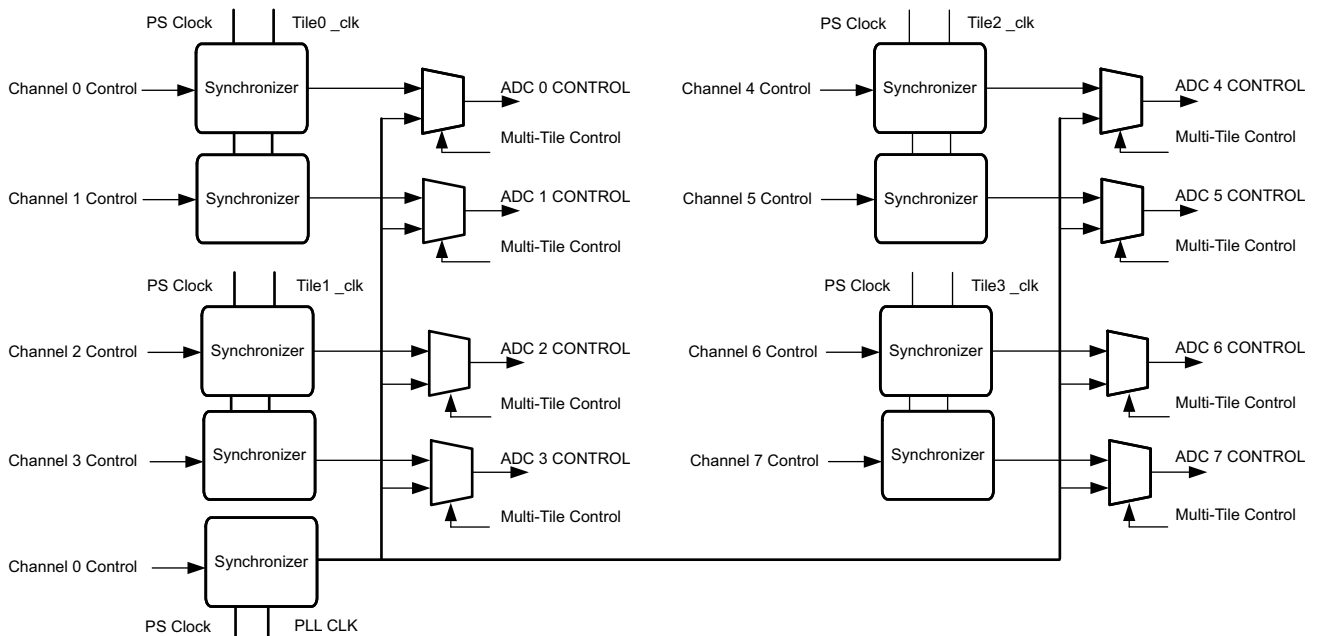 PS Clock
Tile0 _clk
Channel 0 Control
Synchronizer
ADC 0 CONTROL
Multi-Tile Control
Channel 1 Control
Synchronizer
ADC 1 CONTROL
Multi-Tile Control
PS Clock
Tile1 _clk
Channel 2 Control
Synchronizer
ADC 2 CONTROL
Multi-Tile Control
Channel 3 Control
Synchronizer
ADC 3 CONTROL
Multi-Tile Control
Channel 0 Control
Synchronizer
PS Clock
PLL CLK
PS Clock
Tile2 _clk
Channel 4 Control
Synchronizer
ADC 4 CONTROL
Multi-Tile Control
Channel 5 Control
Synchronizer
ADC 5 CONTROL
Multi-Tile Control
PS Clock
Tile3 _clk
Channel 6 Control
Synchronizer
ADC 6 CONTROL
Multi-Tile Control
Channel 7 Control
Synchronizer
ADC 7 CONTROL
Multi-Tile Control